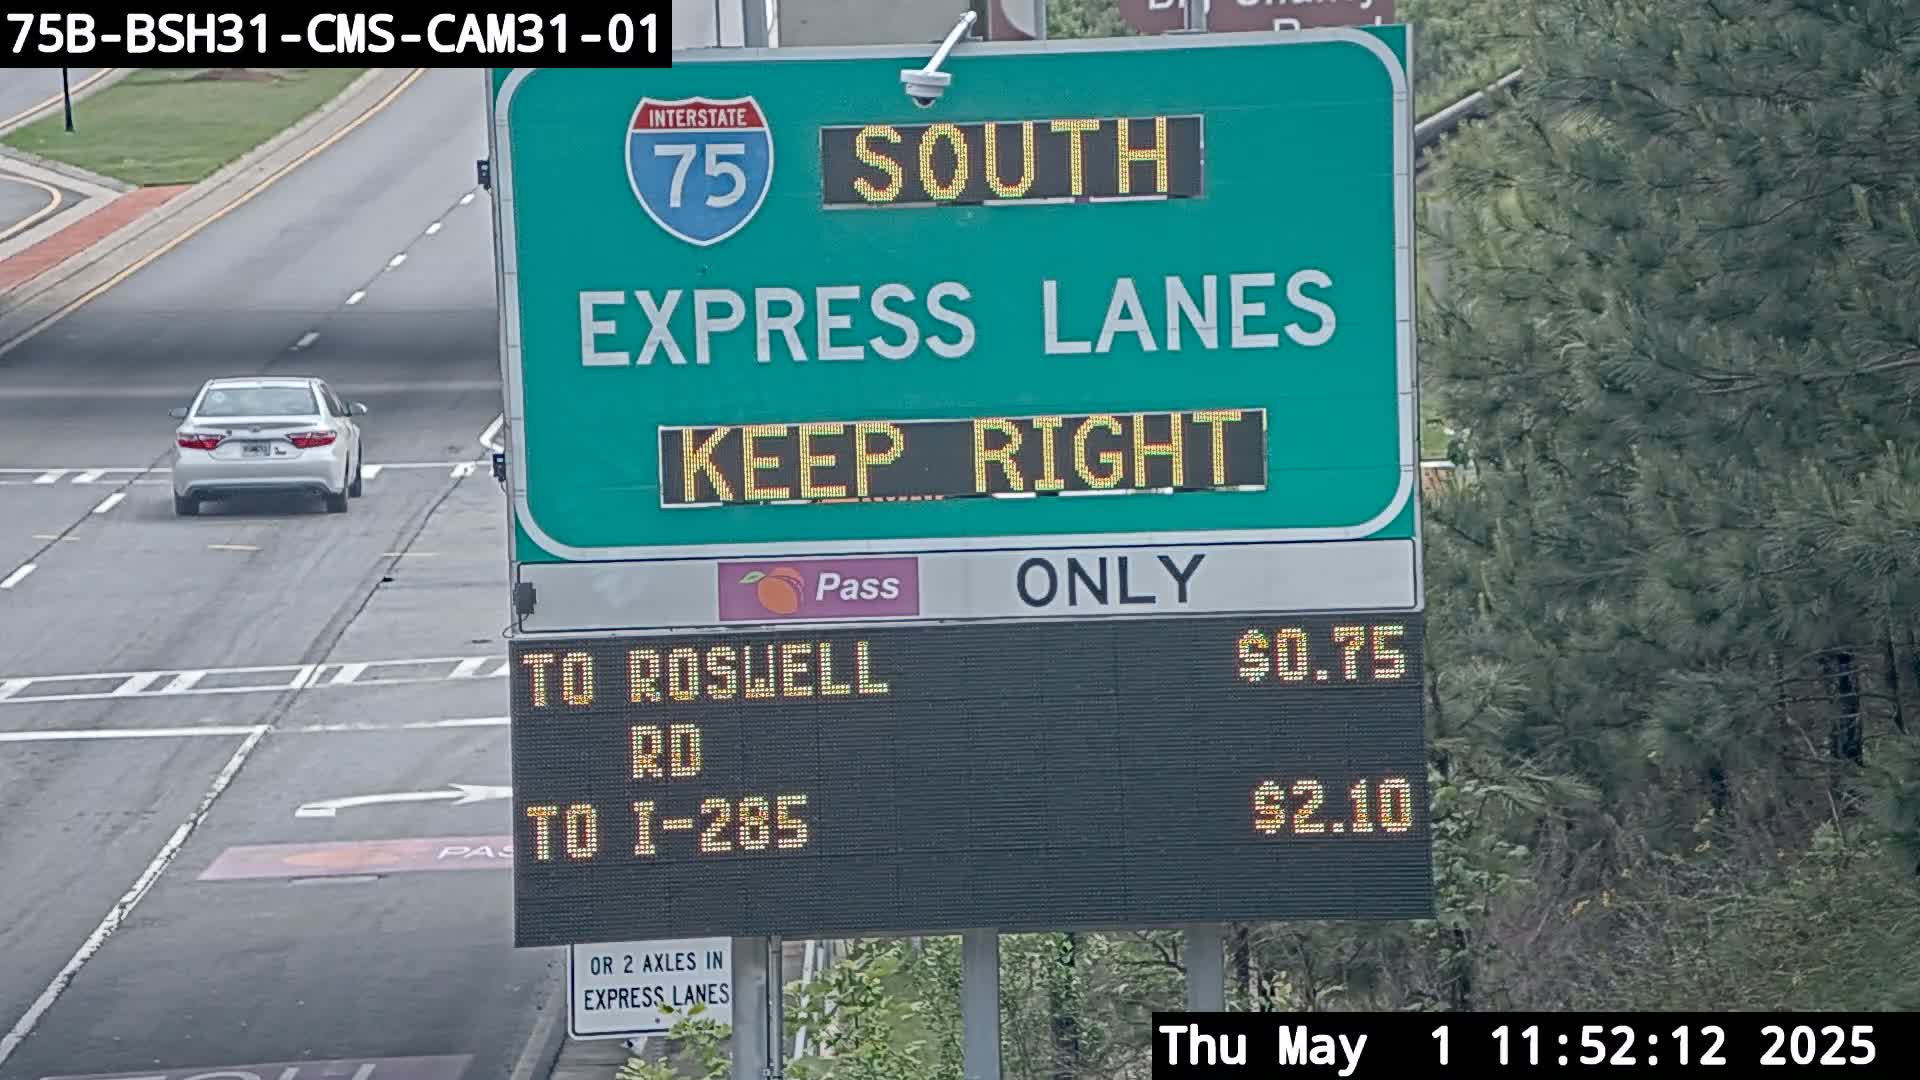 75B-BSH31-CMS-CAM31-01
INTERSTATE
75
SOUTH
EXPRESS LANES
KEEP RIGHT
Pass
ONLY
TO ROSWELL $0.75
RD
TO I-285 $2.10
OR 2 AXLES IN
EXPRESS LANES
Thu May 1 11:52:12 2025